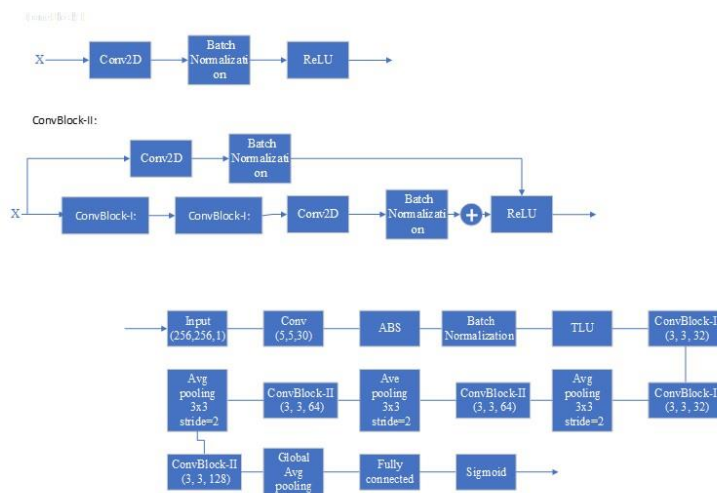 X
Conv2D
Batch
Normalizati
on
ReLU
ConvBlock-II:
Conv2D
Batch
Normalizati
on
X
ConvBlock-I:
ConvBlock-I:
Conv2D
Batch
Normalizati
on
+
ReLU
Input
(256,256,1)
Conv
(5,5,30)
ABS
Batch
Normalization
TLU
ConvBlock-I
(3, 3, 32)
Avg
pooling
3x3
stride=2
ConvBlock-II
(3, 3, 64)
Ave
pooling
3x3
stride=2
ConvBlock-II
(3, 3, 64)
Avg
pooling
3x3
stride=2
ConvBlock-I
(3, 3, 32)
ConvBlock-II
(3, 3, 128)
Global
Avg
pooling
Fully
connected
Sigmoid